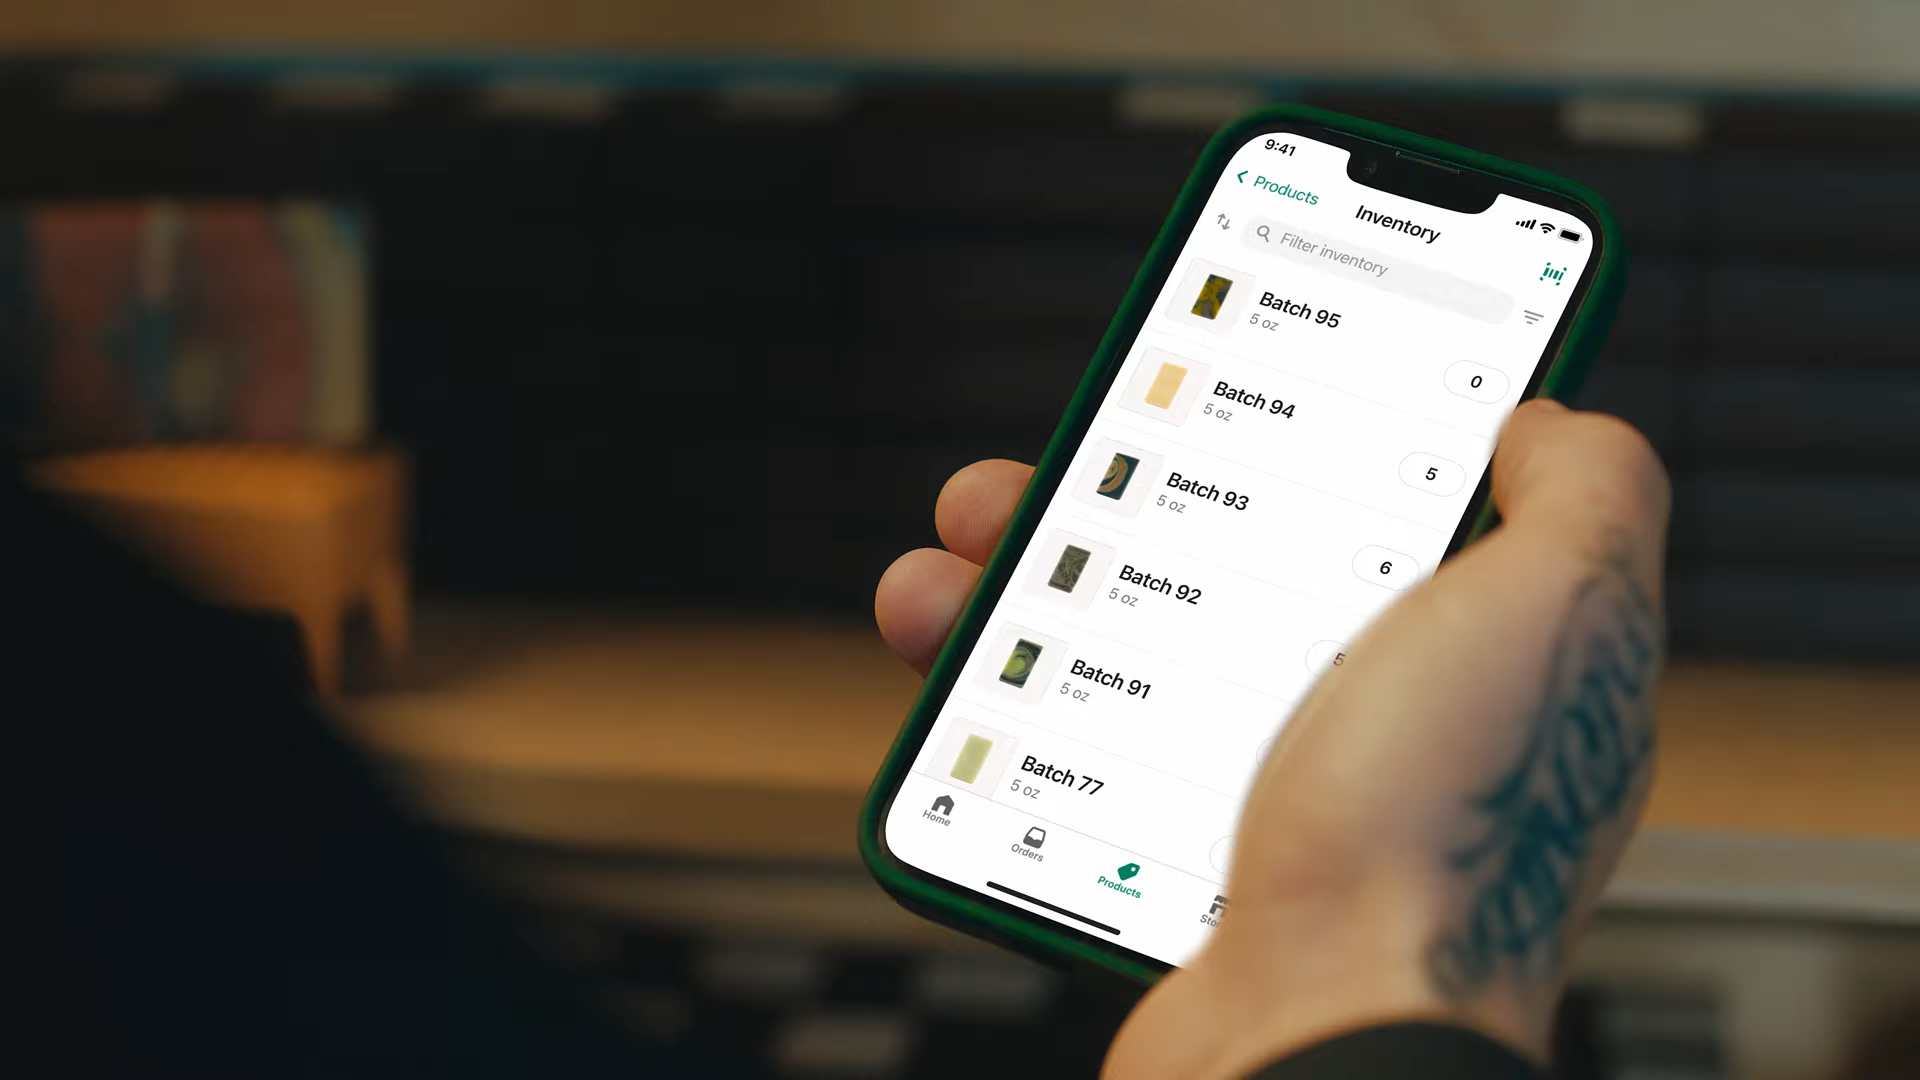 9:41
Products
Inventory
Filter inventory
Batch 95
5 oz
0
Batch 94
5 oz
5
Batch 93
5 oz
6
Batch 92
5 oz
5
Batch 91
5 oz
Batch 77
5 oz
Home
Orders
Products